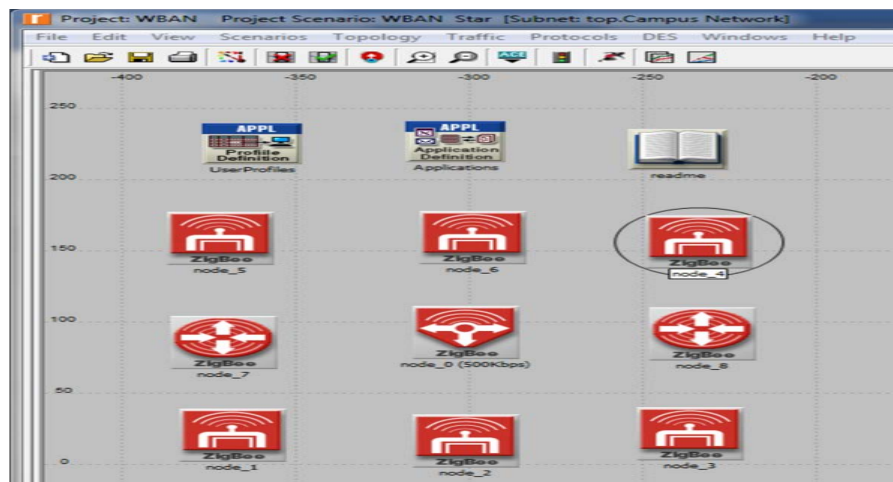 Project: WBAN Project Scenario: WBAN Star [Subnet: top.Campus Network]
File Edit View Scenarios Topology Traffic Protocols DES Windows Help
ACE
-400 -350 -300 -250 -200
250
APPL
Profile
Definition
UserProfiles
APPL
Application
Definition
Applications
readme
200
150
ZigBee
node_5
ZigBee
node_6
ZigBee
node_4
100
ZigBee
node_7
ZigBee
node_0 (500Kbps)
ZigBee
node_8
50
0
ZigBee
node_1
ZigBee
node_2
ZigBee
node_3